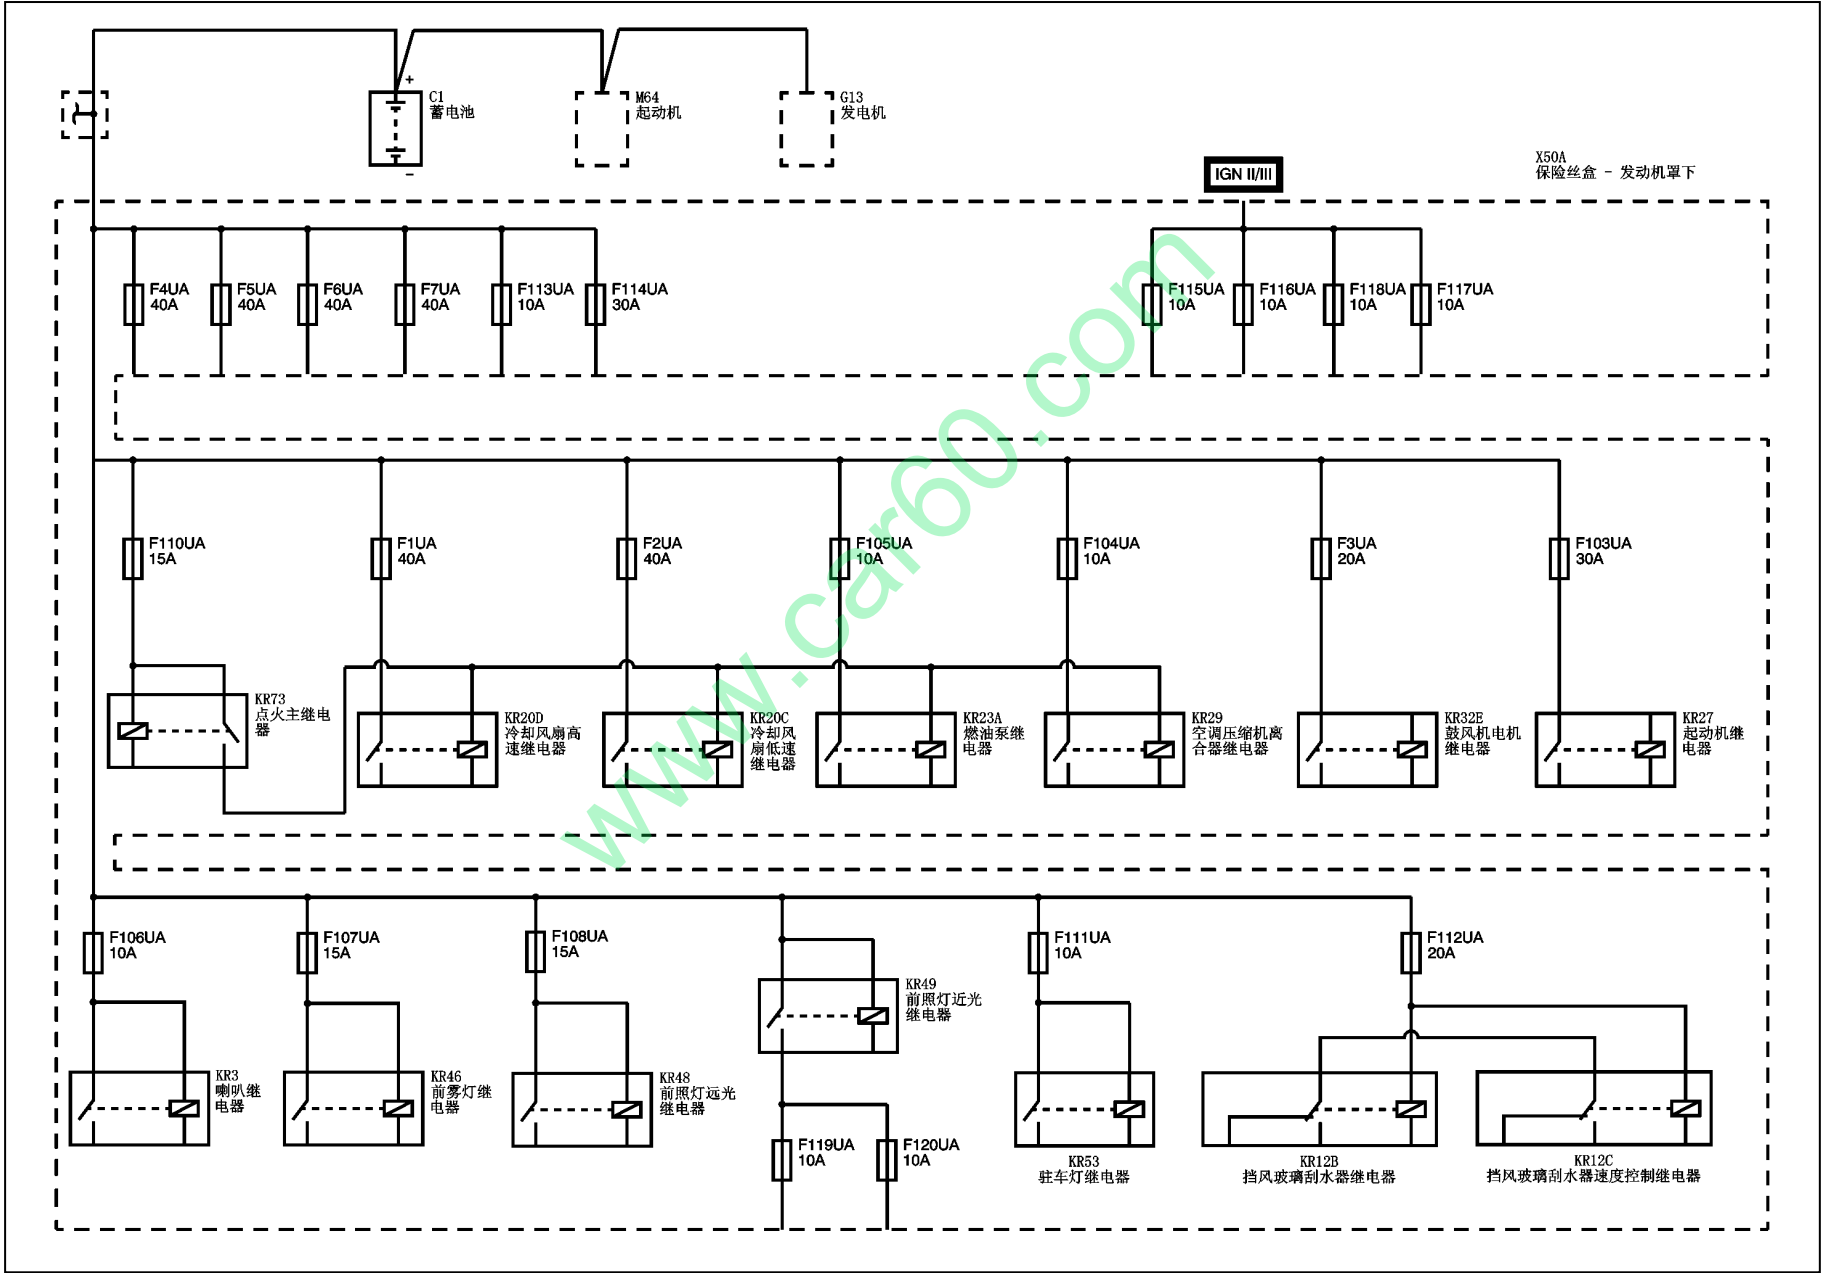 +
C1
蓄电池
−
M64
起动机
G13
发电机
IGN II/III
X50A
保险丝盒 - 发动机罩下
F4UA
40A
F5UA
40A
F6UA
40A
F7UA
40A
F113UA
10A
F114UA
30A
F115UA
10A
F116UA
10A
F118UA
10A
F117UA
10A
F110UA
15A
F1UA
40A
F2UA
40A
F105UA
10A
F104UA
10A
F3UA
20A
F103UA
30A
KR73
点火主继电
器
KR20D
冷却风扇高
速继电器
KR20C
冷却风
扇低速
继电器
KR23A
燃油泵继
电器
KR29
空调压缩机离
合器继电器
KR32E
鼓风机电机
继电器
KR27
起动机继
电器
www.car60.com
F106UA
10A
F107UA
15A
F108UA
15A
KR49
前照灯近光
继电器
F111UA
10A
F112UA
20A
KR3
喇叭继
电器
KR46
前雾灯继
电器
KR48
前照灯远光
继电器
F119UA
10A
F120UA
10A
KR53
驻车灯继电器
KR12B
挡风玻璃刮水器继电器
KR12C
挡风玻璃刮水器速度控制继电器